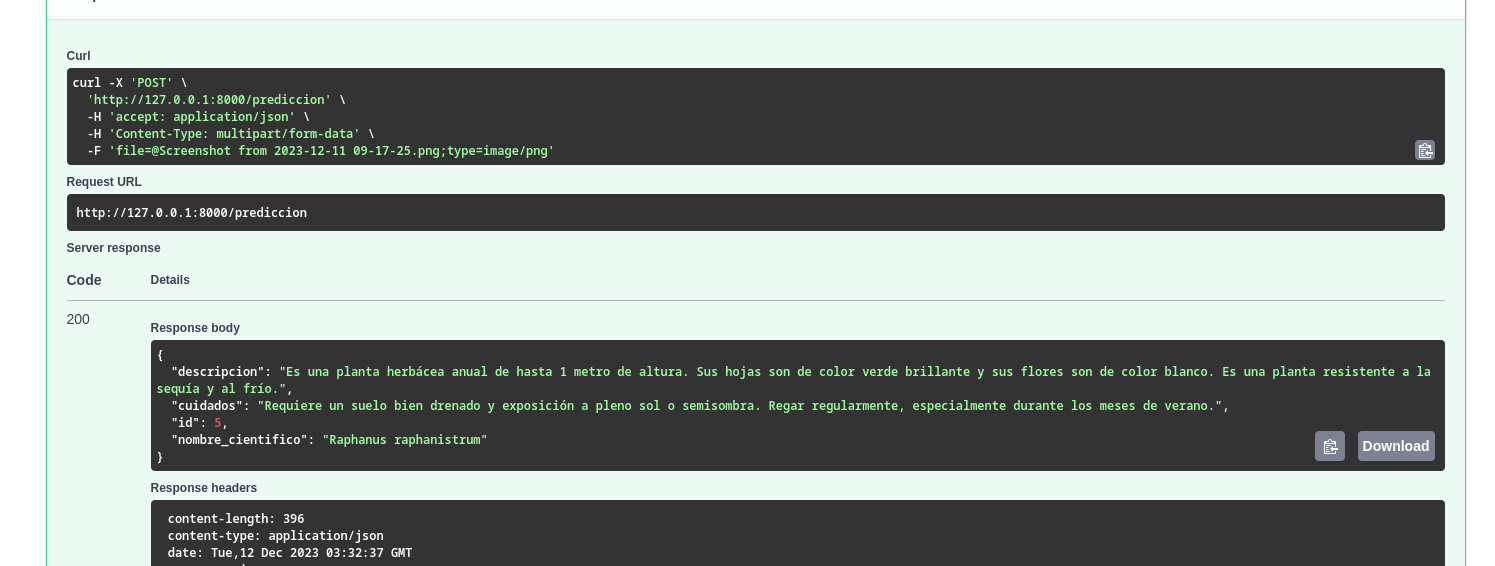 Curl
curl -X 'POST' \
'http://127.0.0.1:8000/prediccion' \
-H 'accept: application/json' \
-H 'Content-Type: multipart/form-data' \
-F 'file=@Screenshot from 2023-12-11 09-17-25.png;type=image/png'
Request URL
http://127.0.0.1:8000/prediccion
Server response
Code Details
200
Response body
{
"descripcion": "Es una planta herbácea anual de hasta 1 metro de altura. Sus hojas son de color verde brillante y sus flores son de color blanco. Es una planta resistente a la
sequía y al frío.",
"cuidados": "Requiere un suelo bien drenado y exposición a pleno sol o semisombra. Regar regularmente, especialmente durante los meses de verano.",
"id": 5,
"nombre_cientifico": "Raphanus raphanistrum"
}
Download
Response headers
content-length: 396
content-type: application/json
date: Tue,12 Dec 2023 03:32:37 GMT